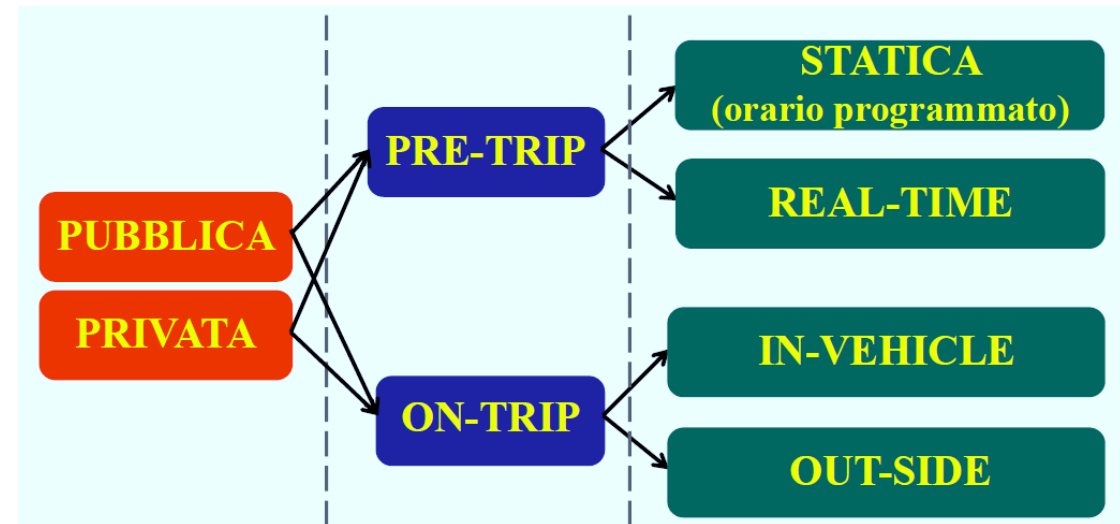 PUBBLICA
PRIVATA
PRE-TRIP
ON-TRIP
STATICA
(orario programmato)
REAL-TIME
IN-VEHICLE
OUT-SIDE